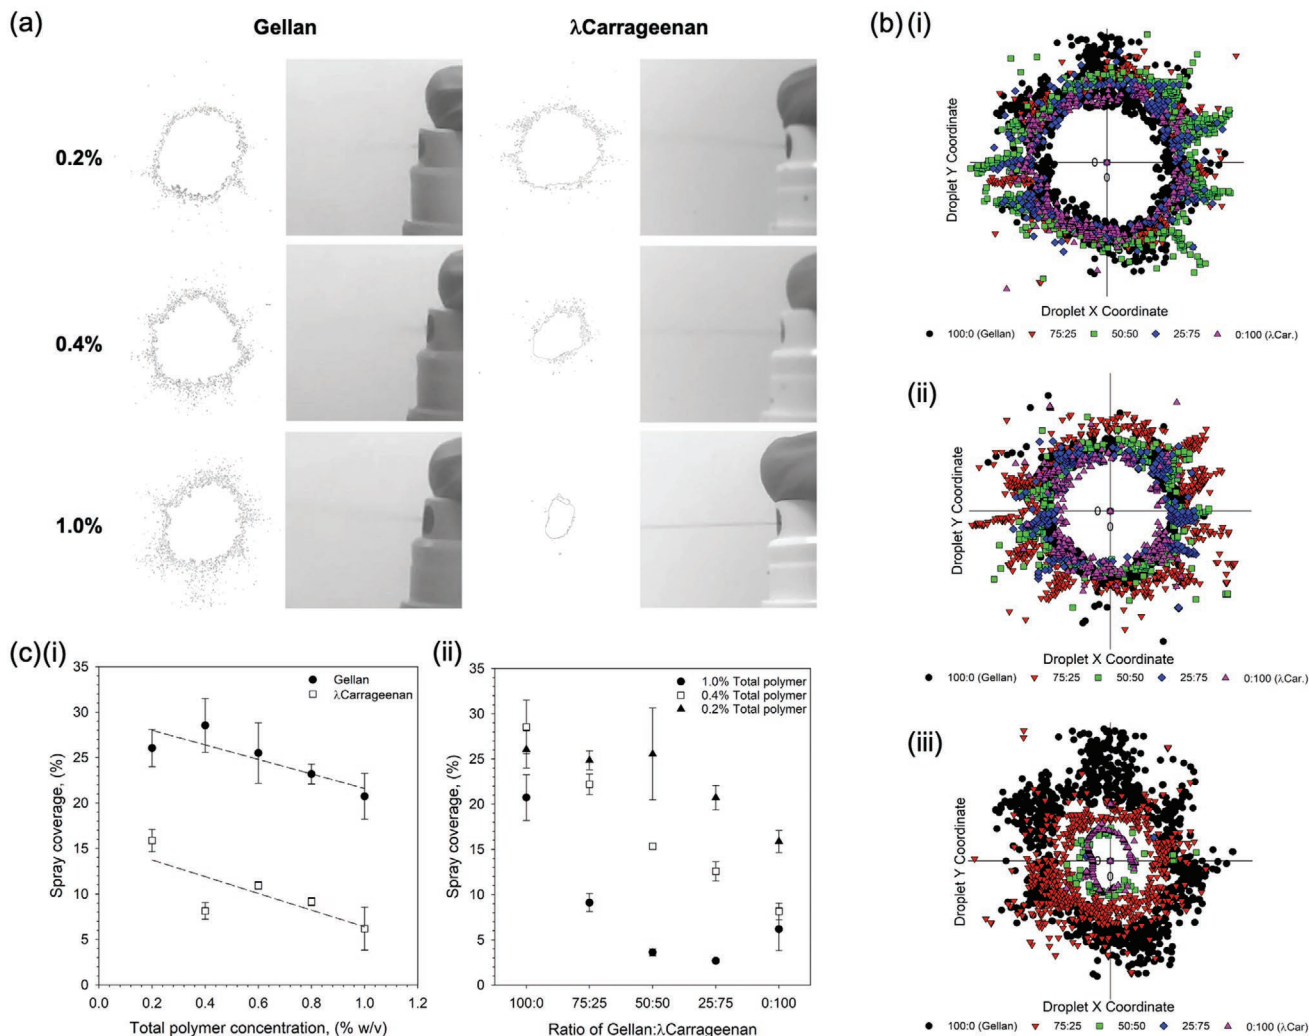 (a)
Gellan
λCarrageenan
0.2%
0.4%
1.0%
(b)(i)
Droplet Y Coordinate
0
0
Droplet X Coordinate
100:0 (Gellan) 75:25 50:50 25:75 0:100 (λCar.)
(ii)
Droplet Y Coordinate
0
0
Droplet X Coordinate
100:0 (Gellan) 75:25 50:50 25:75 0:100 (λCar.)
(iii)
Droplet Y Coordinate
0
0
Droplet X Coordinate
100:0 (Gellan) 75:25 50:50 25:75 0:100 (λCar.)
(c)(i)
Spray coverage, (%)
35
30
25
20
15
10
5
0
Gellan
λCarrageenan
0.0 0.2 0.4 0.6 0.8 1.0 1.2
Total polymer concentration, (% w/v)
(ii)
Spray coverage, (%)
35
30
25
20
15
10
5
0
1.0% Total polymer
0.4% Total polymer
0.2% Total polymer
100:0 75:25 50:50 25:75 0:100
Ratio of Gellan:λCarrageenan